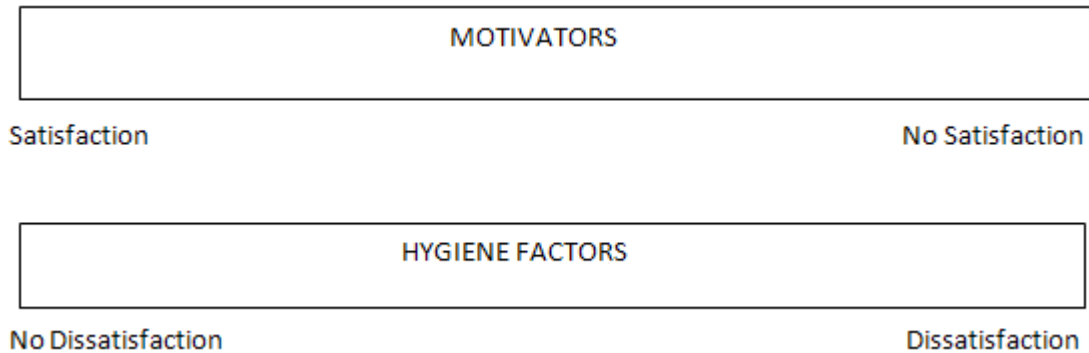 MOTIVATORS
Satisfaction No Satisfaction
HYGIENE FACTORS
No Dissatisfaction Dissatisfaction